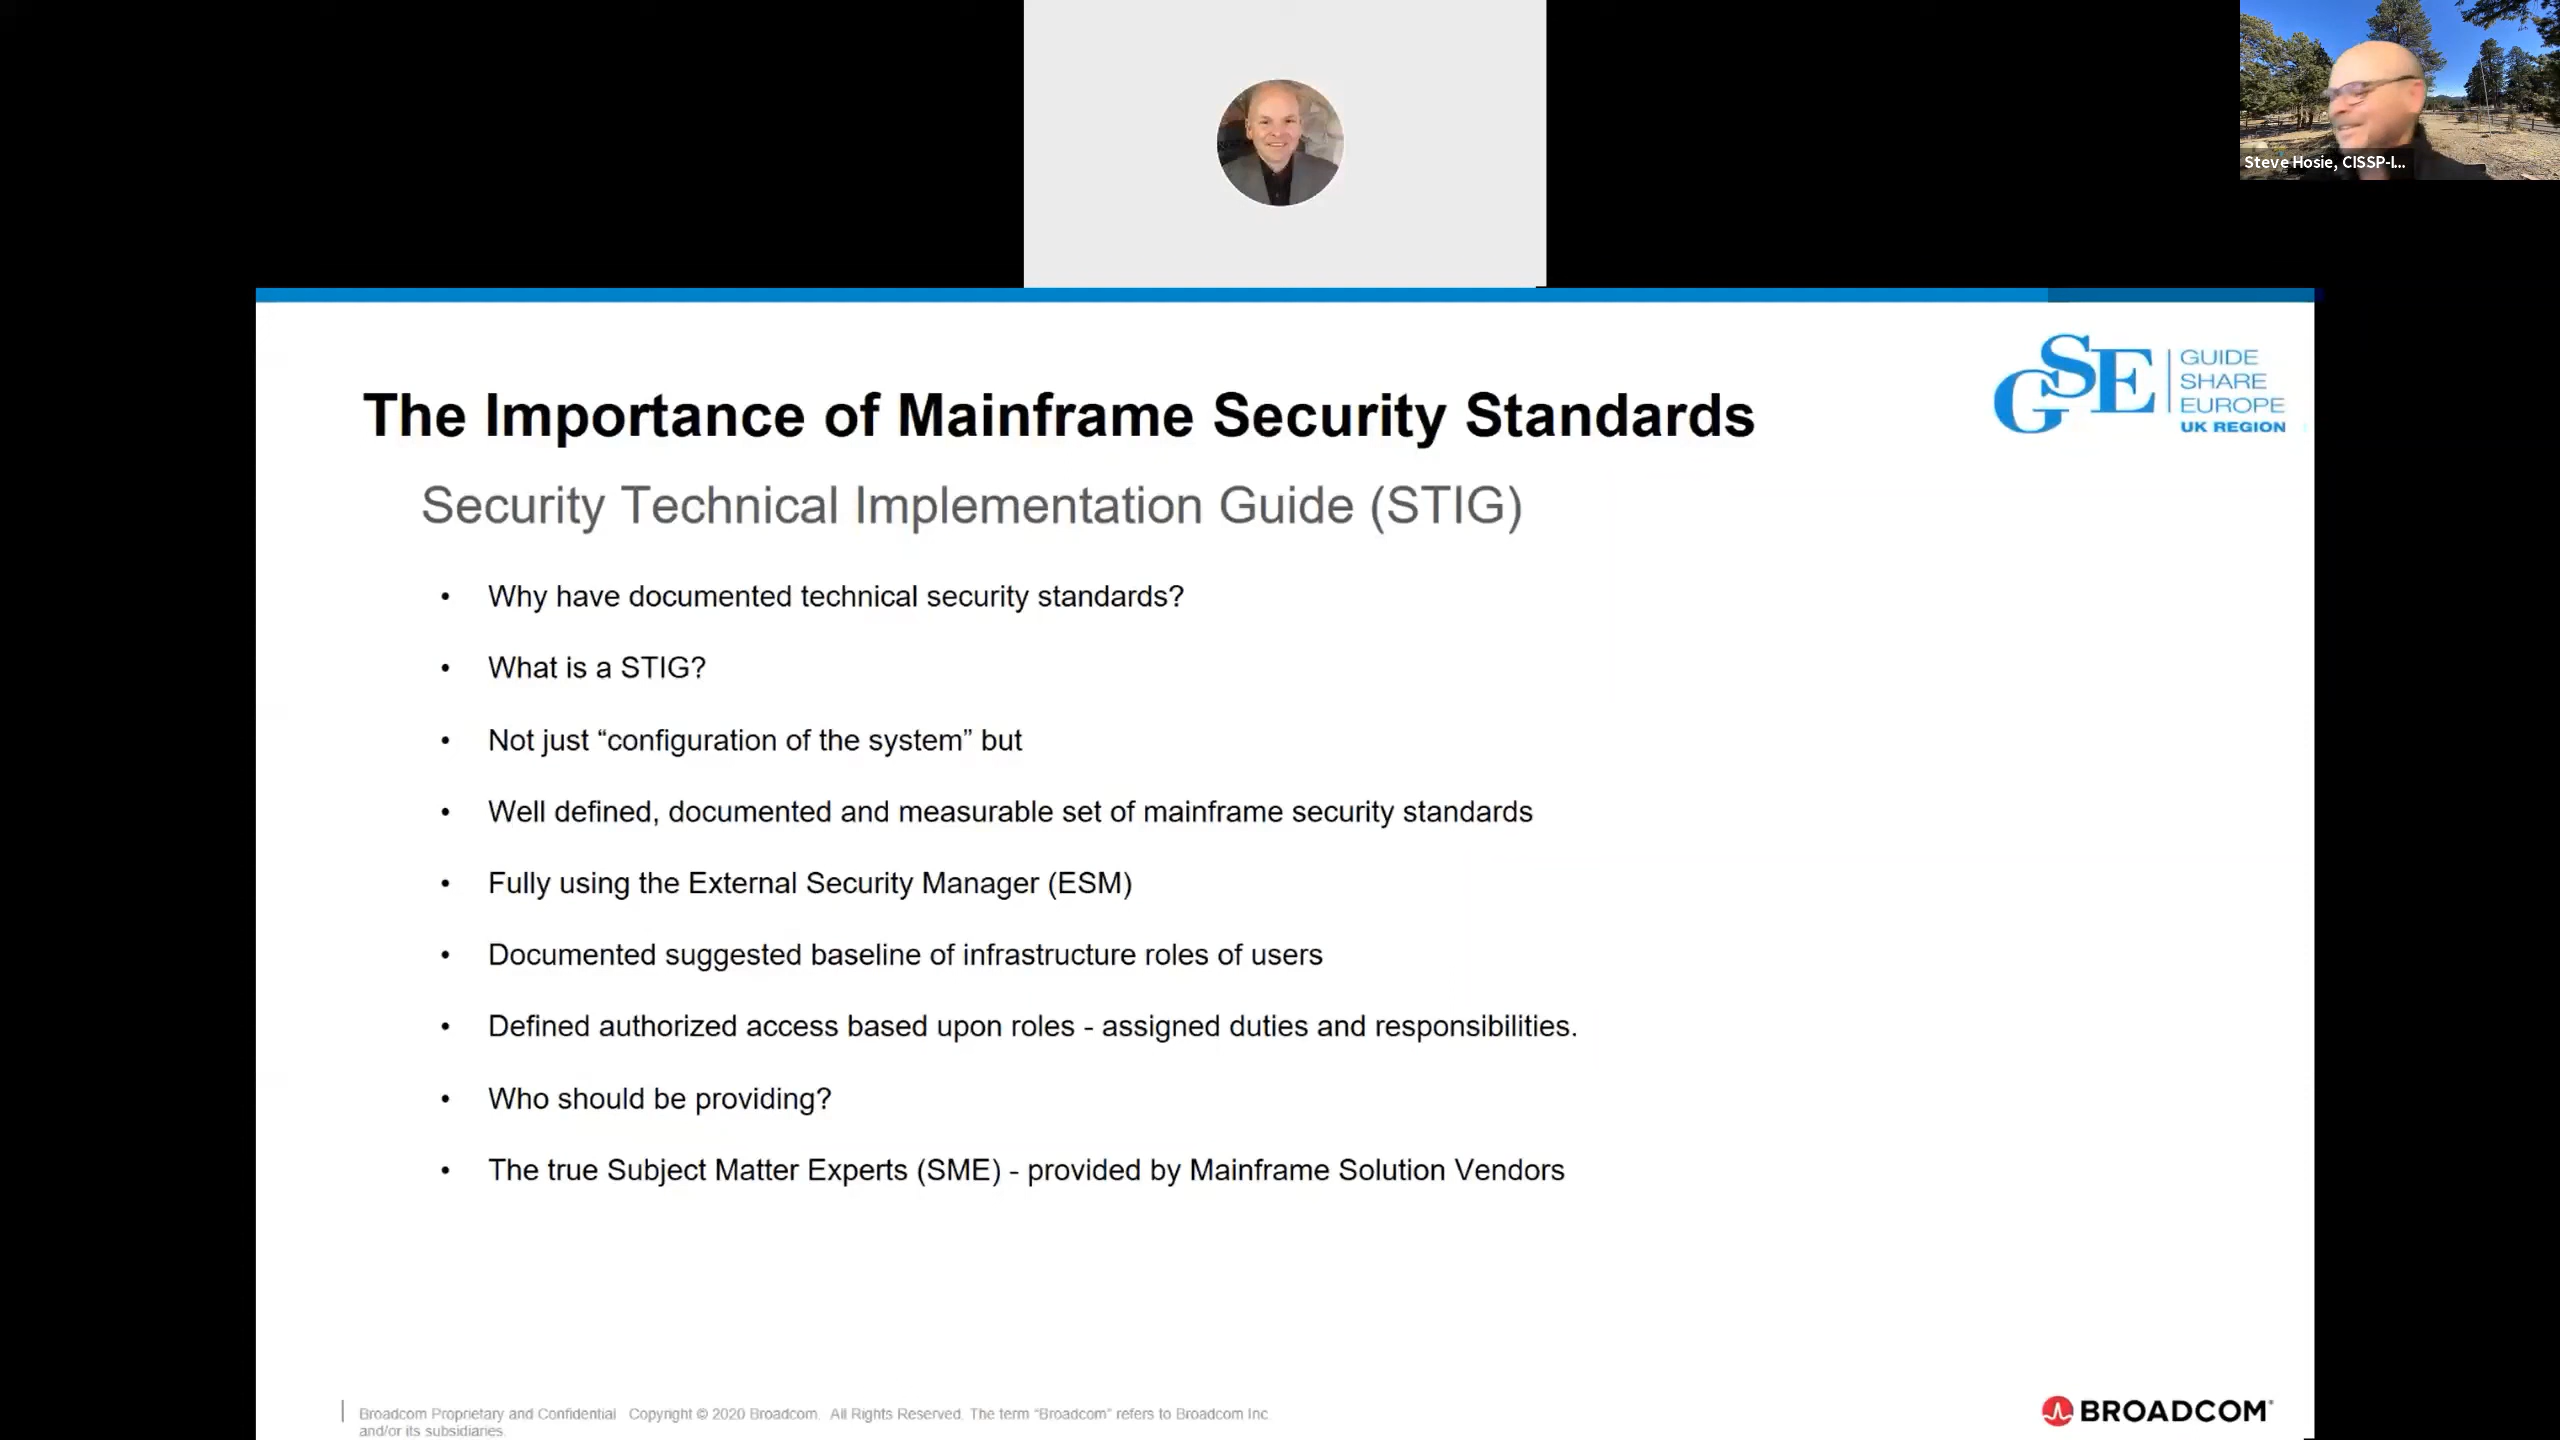 Steve Hosie, CISSP-I...
GSE
GUIDE
SHARE
EUROPE
UK REGION
The Importance of Mainframe Security Standards
Security Technical Implementation Guide (STIG)
• Why have documented technical security standards?
• What is a STIG?
• Not just “configuration of the system” but
• Well defined, documented and measurable set of mainframe security standards
• Fully using the External Security Manager (ESM)
• Documented suggested baseline of infrastructure roles of users
• Defined authorized access based upon roles - assigned duties and responsibilities.
• Who should be providing?
• The true Subject Matter Experts (SME) - provided by Mainframe Solution Vendors
Broadcom Proprietary and Confidential Copyright © 2020 Broadcom. All Rights Reserved. The term “Broadcom” refers to Broadcom Inc.
and/or its subsidiaries.
BROADCOM®